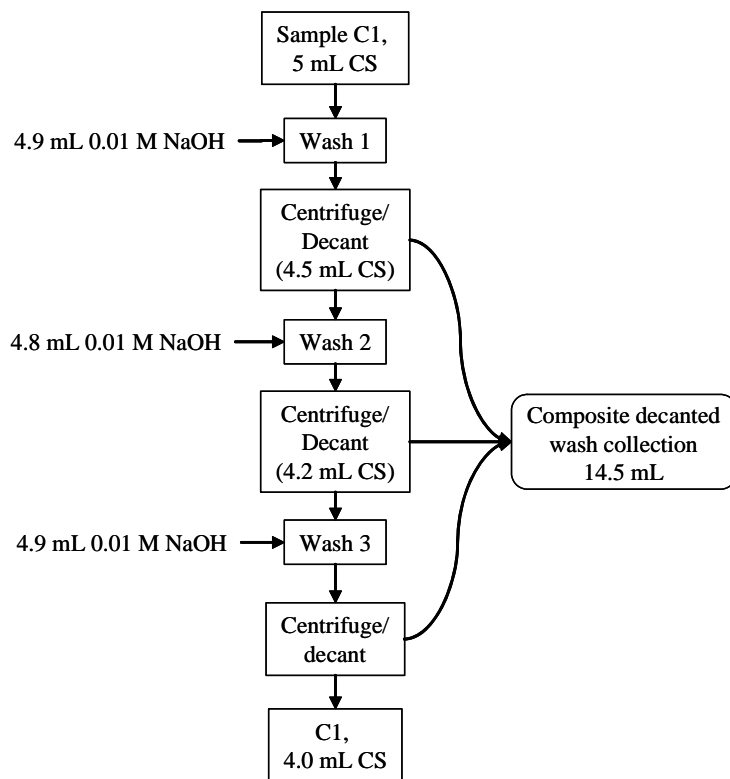 Sample C1,
5 mL CS
4.9 mL 0.01 M NaOH
Wash 1
Centrifuge/
Decant
(4.5 mL CS)
4.8 mL 0.01 M NaOH
Wash 2
Centrifuge/
Decant
(4.2 mL CS)
Composite decanted
wash collection
14.5 mL
4.9 mL 0.01 M NaOH
Wash 3
Centrifuge/
decant
C1,
4.0 mL CS